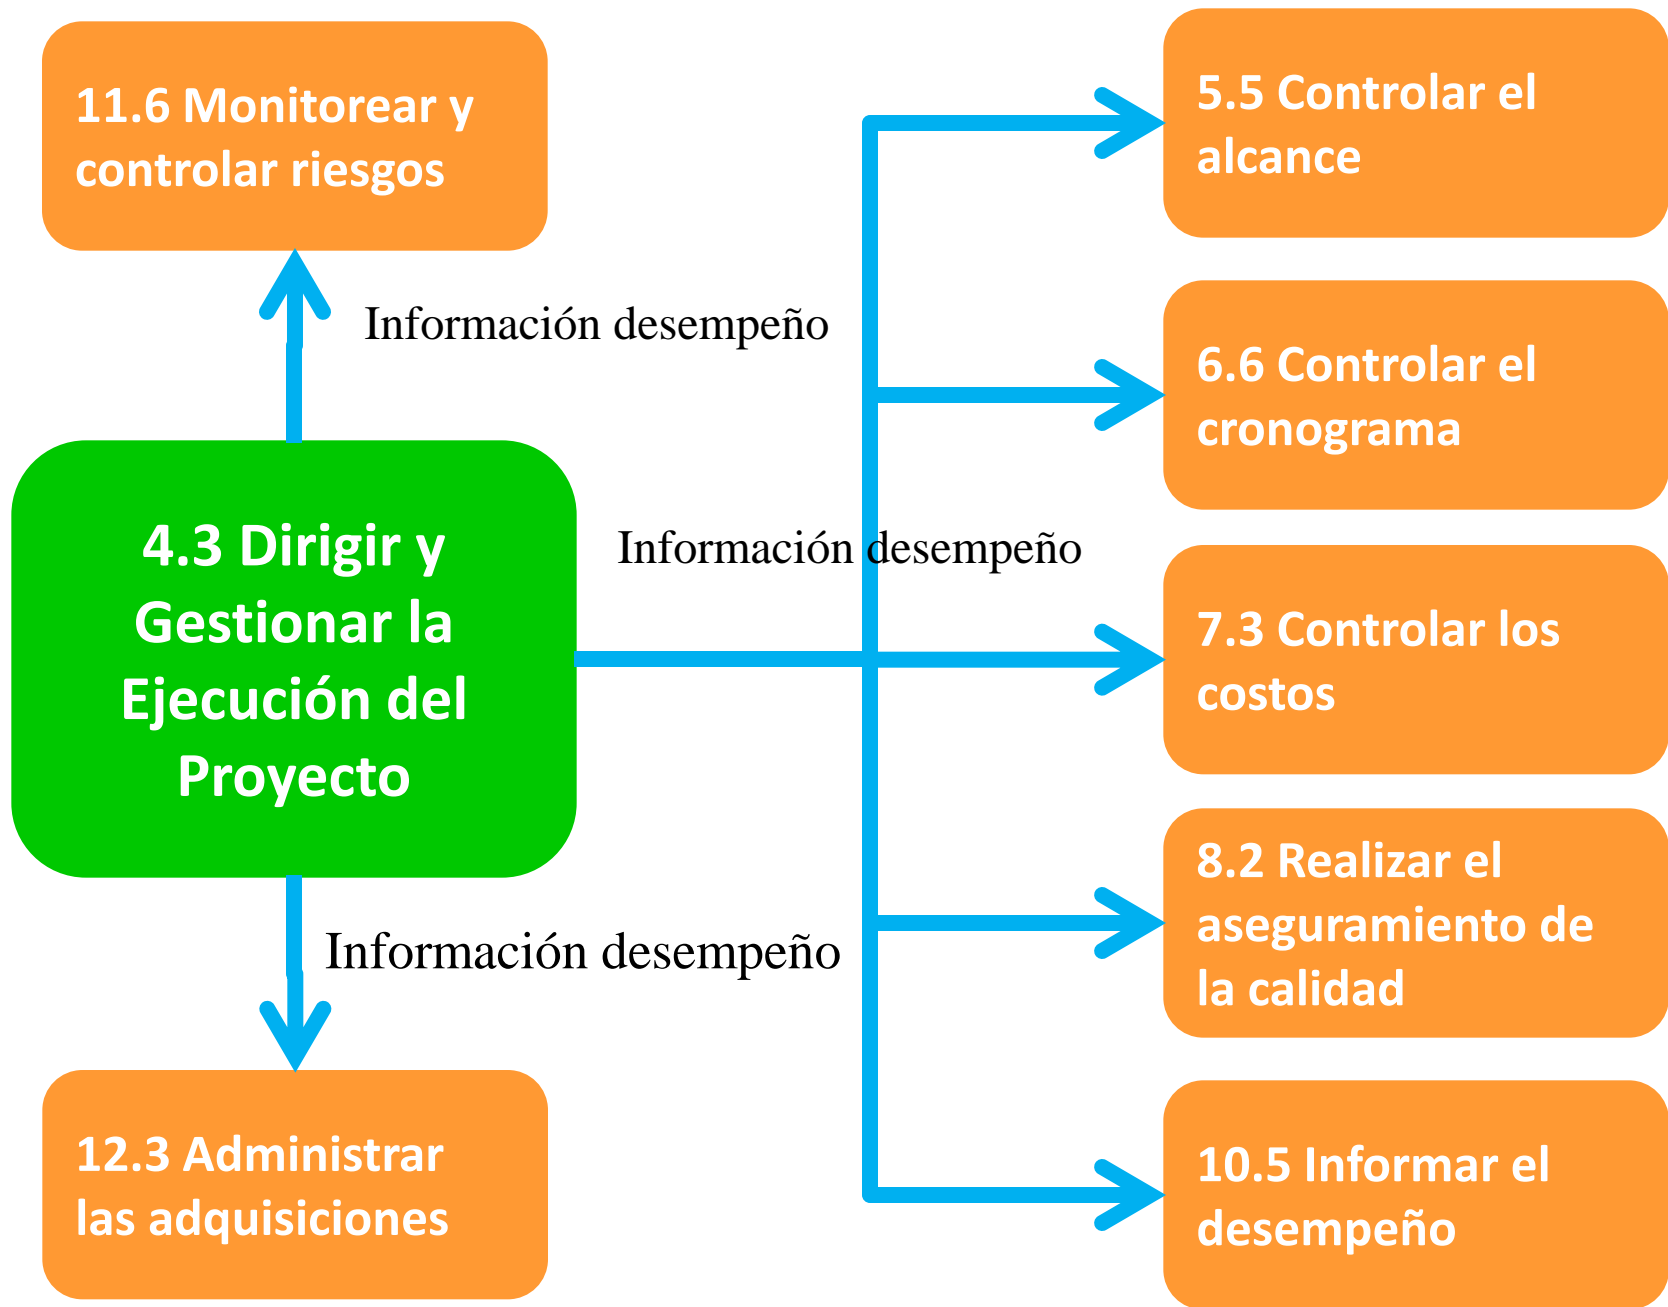 11.6 Monitorear y
controlar riesgos
Información desempeño
4.3 Dirigir y
Gestionar la
Ejecución del
Proyecto
Información desempeño
Información desempeño
12.3 Administrar
las adquisiciones
5.5 Controlar el
alcance
6.6 Controlar el
cronograma
7.3 Controlar los
costos
8.2 Realizar el
aseguramiento de
la calidad
10.5 Informar el
desempeño